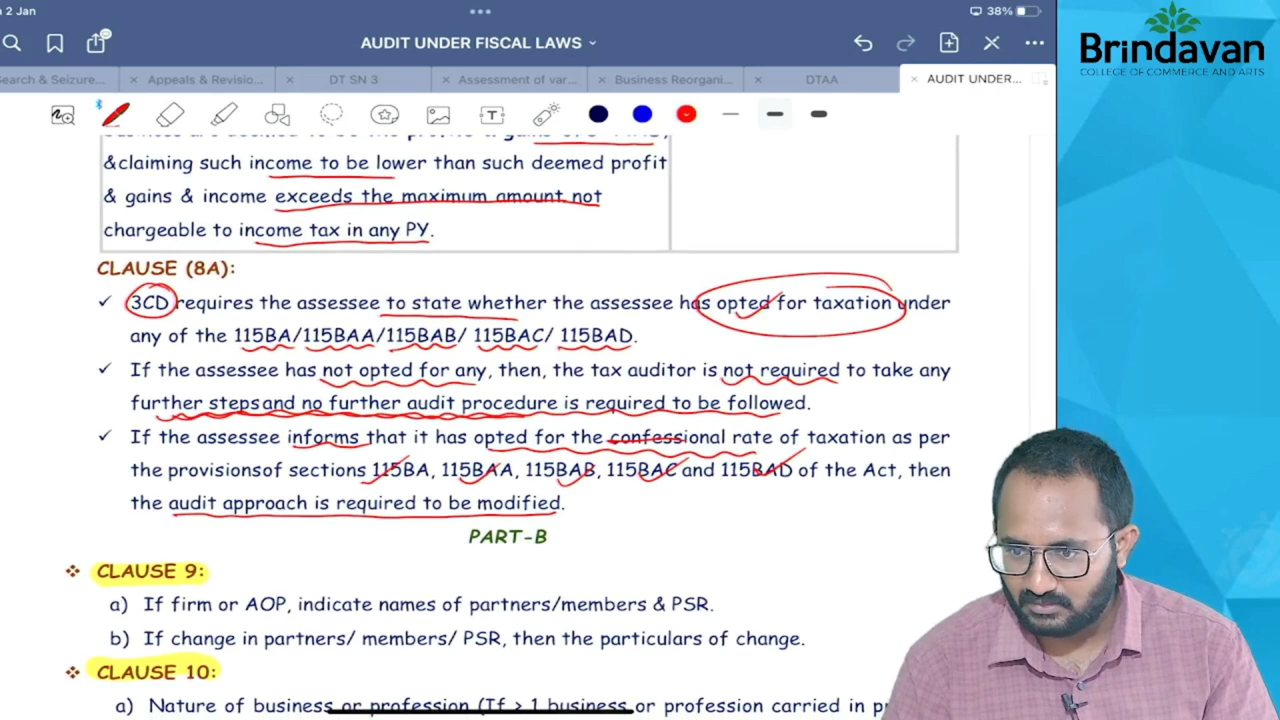 2 Jan
38%
AUDIT UNDER FISCAL LAWS
Brindavan
COLLEGE OF COMMERCE AND ARTS
earch & Seizure...
Appeals & Revisio...
DT SN 3
Assessment of var...
Business Reorgani...
DTAA
AUDIT UNDER...
&claiming such income to be lower than such deemed profit
& gains & income exceeds the maximum amount not
chargeable to income tax in any PY.
CLAUSE (8A):
✓ 3CD requires the assessee to state whether the assessee has opted for taxation under
any of the 115BA/115BAA/115BAB/ 115BAC/ 115BAD.
✓ If the assessee has not opted for any, then, the tax auditor is not required to take any
further steps and no further audit procedure is required to be followed.
✓ If the assessee informs that it has opted for the confessional rate of taxation as per
the provisionsof sections 115BA, 115BAA, 115BAB, 115BAC and 115BAD of the Act, then
the audit approach is required to be modified.
PART-B
❖ CLAUSE 9:
a) If firm or AOP, indicate names of partners/members & PSR.
b) If change in partners/ members/ PSR, then the particulars of change.
❖ CLAUSE 10:
a) Nature of business or profession (If > 1 business or profession carried in